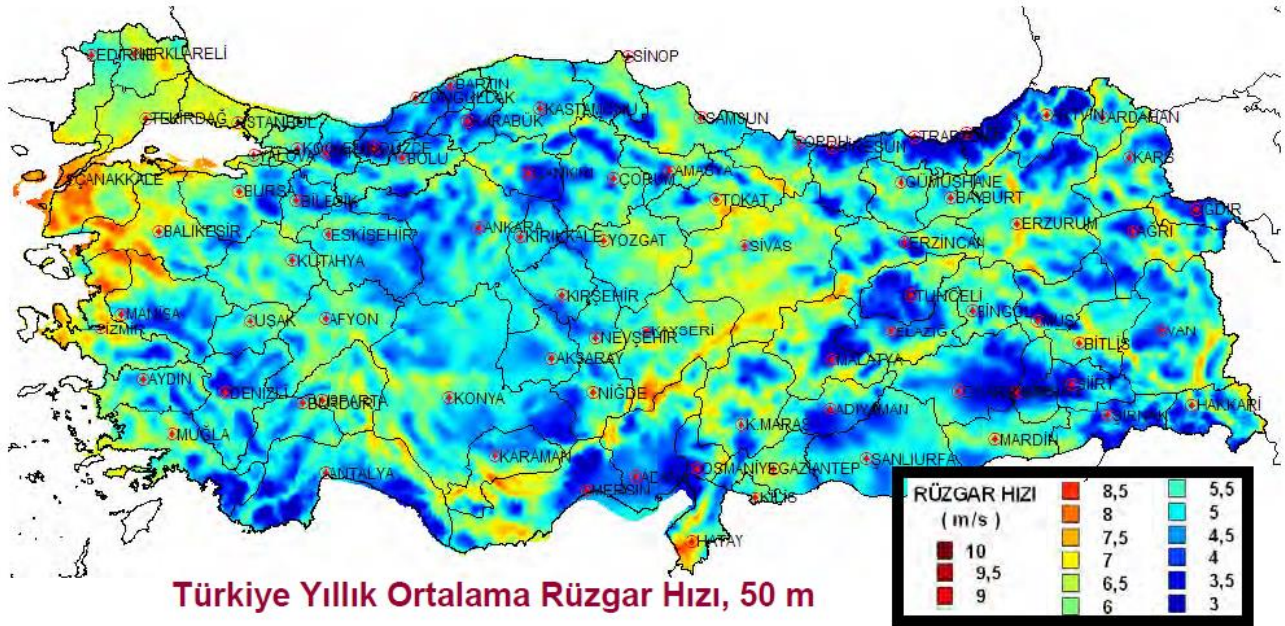 SİNOP
EDİRNE KIRKLARELİ
BARTIN
ZONGULDAK
KASTAMONU
TEKİRDAĞ
İSTANBUL
KARABÜK
SAMSUN
ARTVİN
ARDAHAN
ORDU
YALOVA
DÜZCE
BOLU
KARS
ÇANAKKALE
ÇANKIRI
ÇORUM
AMASYA
BURSA
BİLECİK
GÜMÜŞHANE
BAYBURT
TOKAT
IĞDIR
BALIKESİR
ESKİŞEHİR
ANKARA
KIRIKKALE
YOZGAT
SİVAS
ERZİNCAN
ERZURUM
AĞRI
KÜTAHYA
KIRŞEHİR
TUNCELİ
BİNGÖL
MUŞ
MANİSA
İZMİR
UŞAK
AFYON
NEVŞEHİR
KAYSERİ
ELAZIĞ
VAN
BİTLİS
AKSARAY
MALATYA
AYDIN
DENİZLİ
BURDUR
ISPARTA
KONYA
NİĞDE
SİİRT
ADIYAMAN
ŞIRNAK
HAKKARİ
MUĞLA
K.MARAŞ
MARDİN
KARAMAN
ANTALYA
MERSİN
OSMANİYE
GAZİANTEP
ŞANLIURFA
KİLİS
HATAY
RÜZGAR HIZI
( m/s )
10
9,5
9
8,5
8
7,5
7
6,5
6
5,5
5
4,5
4
3,5
3
Türkiye Yıllık Ortalama Rüzgar Hızı, 50 m